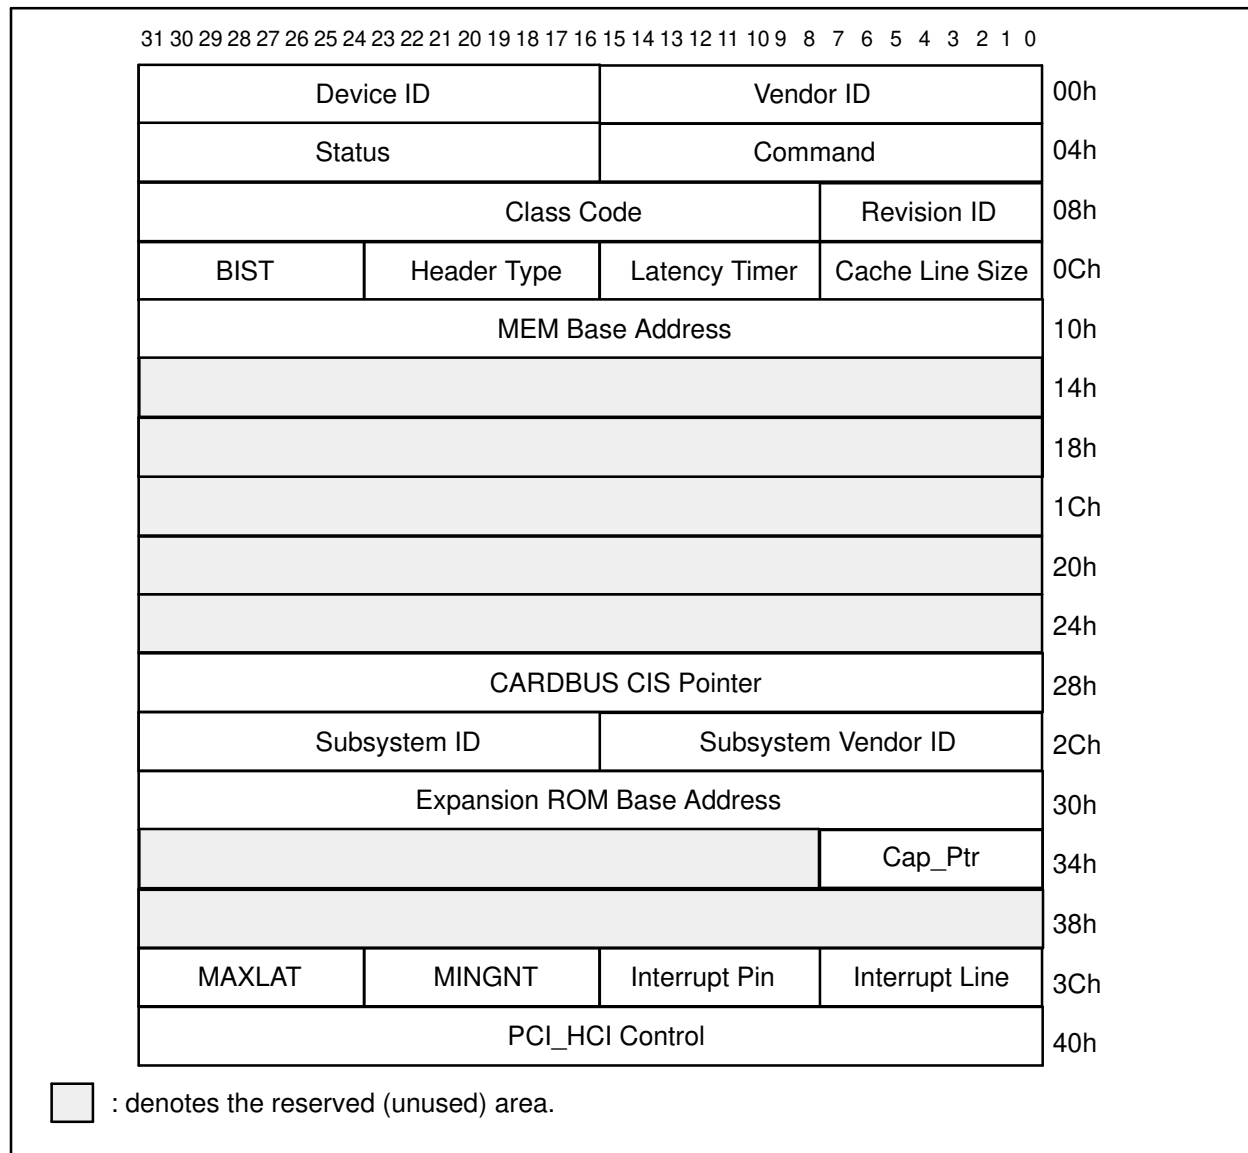 31 30 29 28 27 26 25 24 23 22 21 20 19 18 17 16 15 14 13 12 11 10 9 8 7 6 5 4 3 2 1 0
Device ID Vendor ID 00h
Status Command 04h
Class Code Revision ID 08h
BIST Header Type Latency Timer Cache Line Size 0Ch
MEM Base Address 10h
14h
18h
1Ch
20h
24h
CARDBUS CIS Pointer 28h
Subsystem ID Subsystem Vendor ID 2Ch
Expansion ROM Base Address 30h
Cap_Ptr 34h
38h
MAXLAT MINGNT Interrupt Pin Interrupt Line 3Ch
PCI_HCI Control 40h
: denotes the reserved (unused) area.